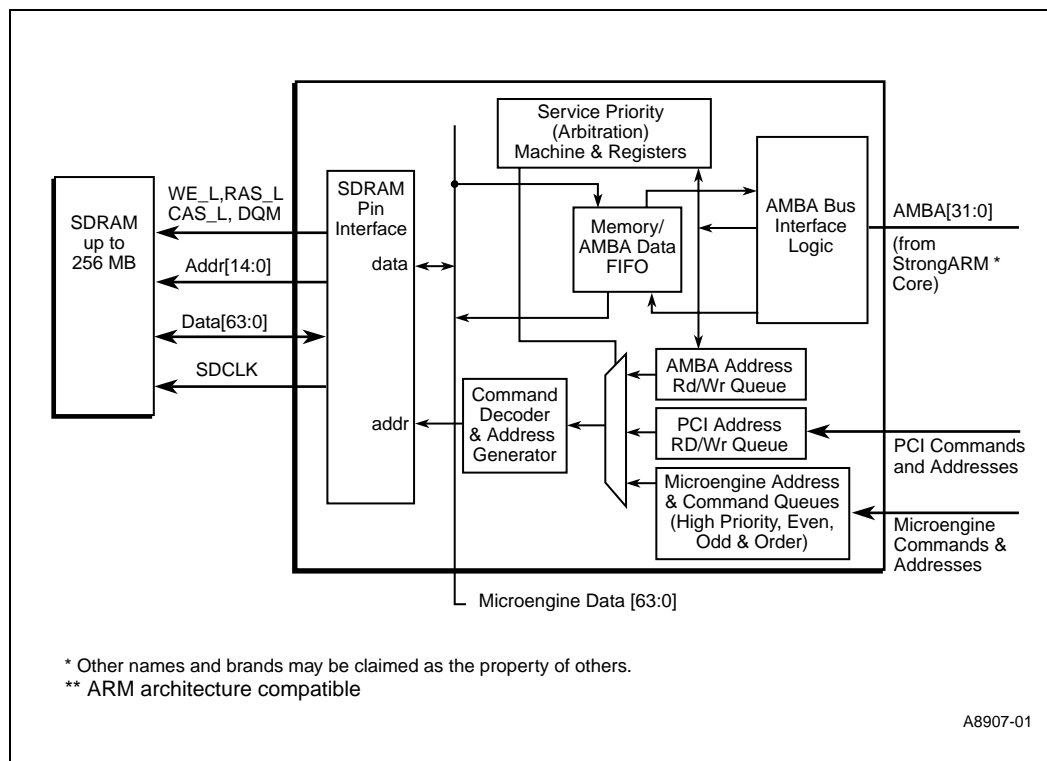 Service Priority
(Arbitration)
Machine & Registers
SDRAM
up to
256 MB
WE_L,RAS_L
CAS_L, DQM
Addr[14:0]
Data[63:0]
SDCLK
SDRAM
Pin
Interface
data
addr
Memory/
AMBA Data
FIFO
AMBA Bus
Interface
Logic
AMBA[31:0]
(from
StrongARM *
Core)
Command
Decoder
& Address
Generator
AMBA Address
Rd/Wr Queue
PCI Address
RD/Wr Queue
PCI Commands
and Addresses
Microengine Address
& Command Queues
(High Priority, Even,
Odd & Order)
Microengine
Commands &
Addresses
Microengine Data [63:0]
* Other names and brands may be claimed as the property of others.
** ARM architecture compatible
A8907-01